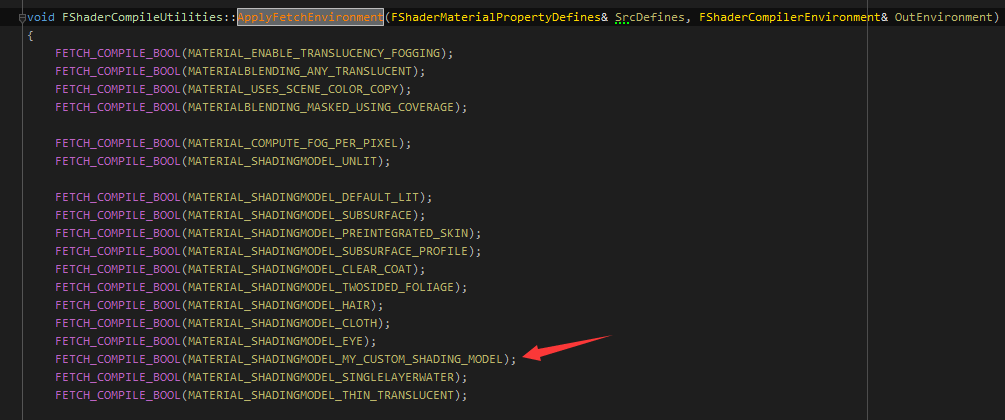 void FShaderCompileUtilities::ApplyFetchEnvironment(FShaderMaterialPropertyDefines& SrcDefines, FShaderCompilerEnvironment& OutEnvironment)
{
FETCH_COMPILE_BOOL(MATERIAL_ENABLE_TRANSLUCENCY_FOGGING);
FETCH_COMPILE_BOOL(MATERIALBLENDING_ANY_TRANSLUCENT);
FETCH_COMPILE_BOOL(MATERIAL_USES_SCENE_COLOR_COPY);
FETCH_COMPILE_BOOL(MATERIALBLENDING_MASKED_USING_COVERAGE);
FETCH_COMPILE_BOOL(MATERIAL_COMPUTE_FOG_PER_PIXEL);
FETCH_COMPILE_BOOL(MATERIAL_SHADINGMODEL_UNLIT);
FETCH_COMPILE_BOOL(MATERIAL_SHADINGMODEL_DEFAULT_LIT);
FETCH_COMPILE_BOOL(MATERIAL_SHADINGMODEL_SUBSURFACE);
FETCH_COMPILE_BOOL(MATERIAL_SHADINGMODEL_PREINTEGRATED_SKIN);
FETCH_COMPILE_BOOL(MATERIAL_SHADINGMODEL_SUBSURFACE_PROFILE);
FETCH_COMPILE_BOOL(MATERIAL_SHADINGMODEL_CLEAR_COAT);
FETCH_COMPILE_BOOL(MATERIAL_SHADINGMODEL_TWOSIDED_FOLIAGE);
FETCH_COMPILE_BOOL(MATERIAL_SHADINGMODEL_HAIR);
FETCH_COMPILE_BOOL(MATERIAL_SHADINGMODEL_CLOTH);
FETCH_COMPILE_BOOL(MATERIAL_SHADINGMODEL_EYE);
FETCH_COMPILE_BOOL(MATERIAL_SHADINGMODEL_MY_CUSTOM_SHADING_MODEL);
FETCH_COMPILE_BOOL(MATERIAL_SHADINGMODEL_SINGLELAYERWATER);
FETCH_COMPILE_BOOL(MATERIAL_SHADINGMODEL_THIN_TRANSLUCENT);